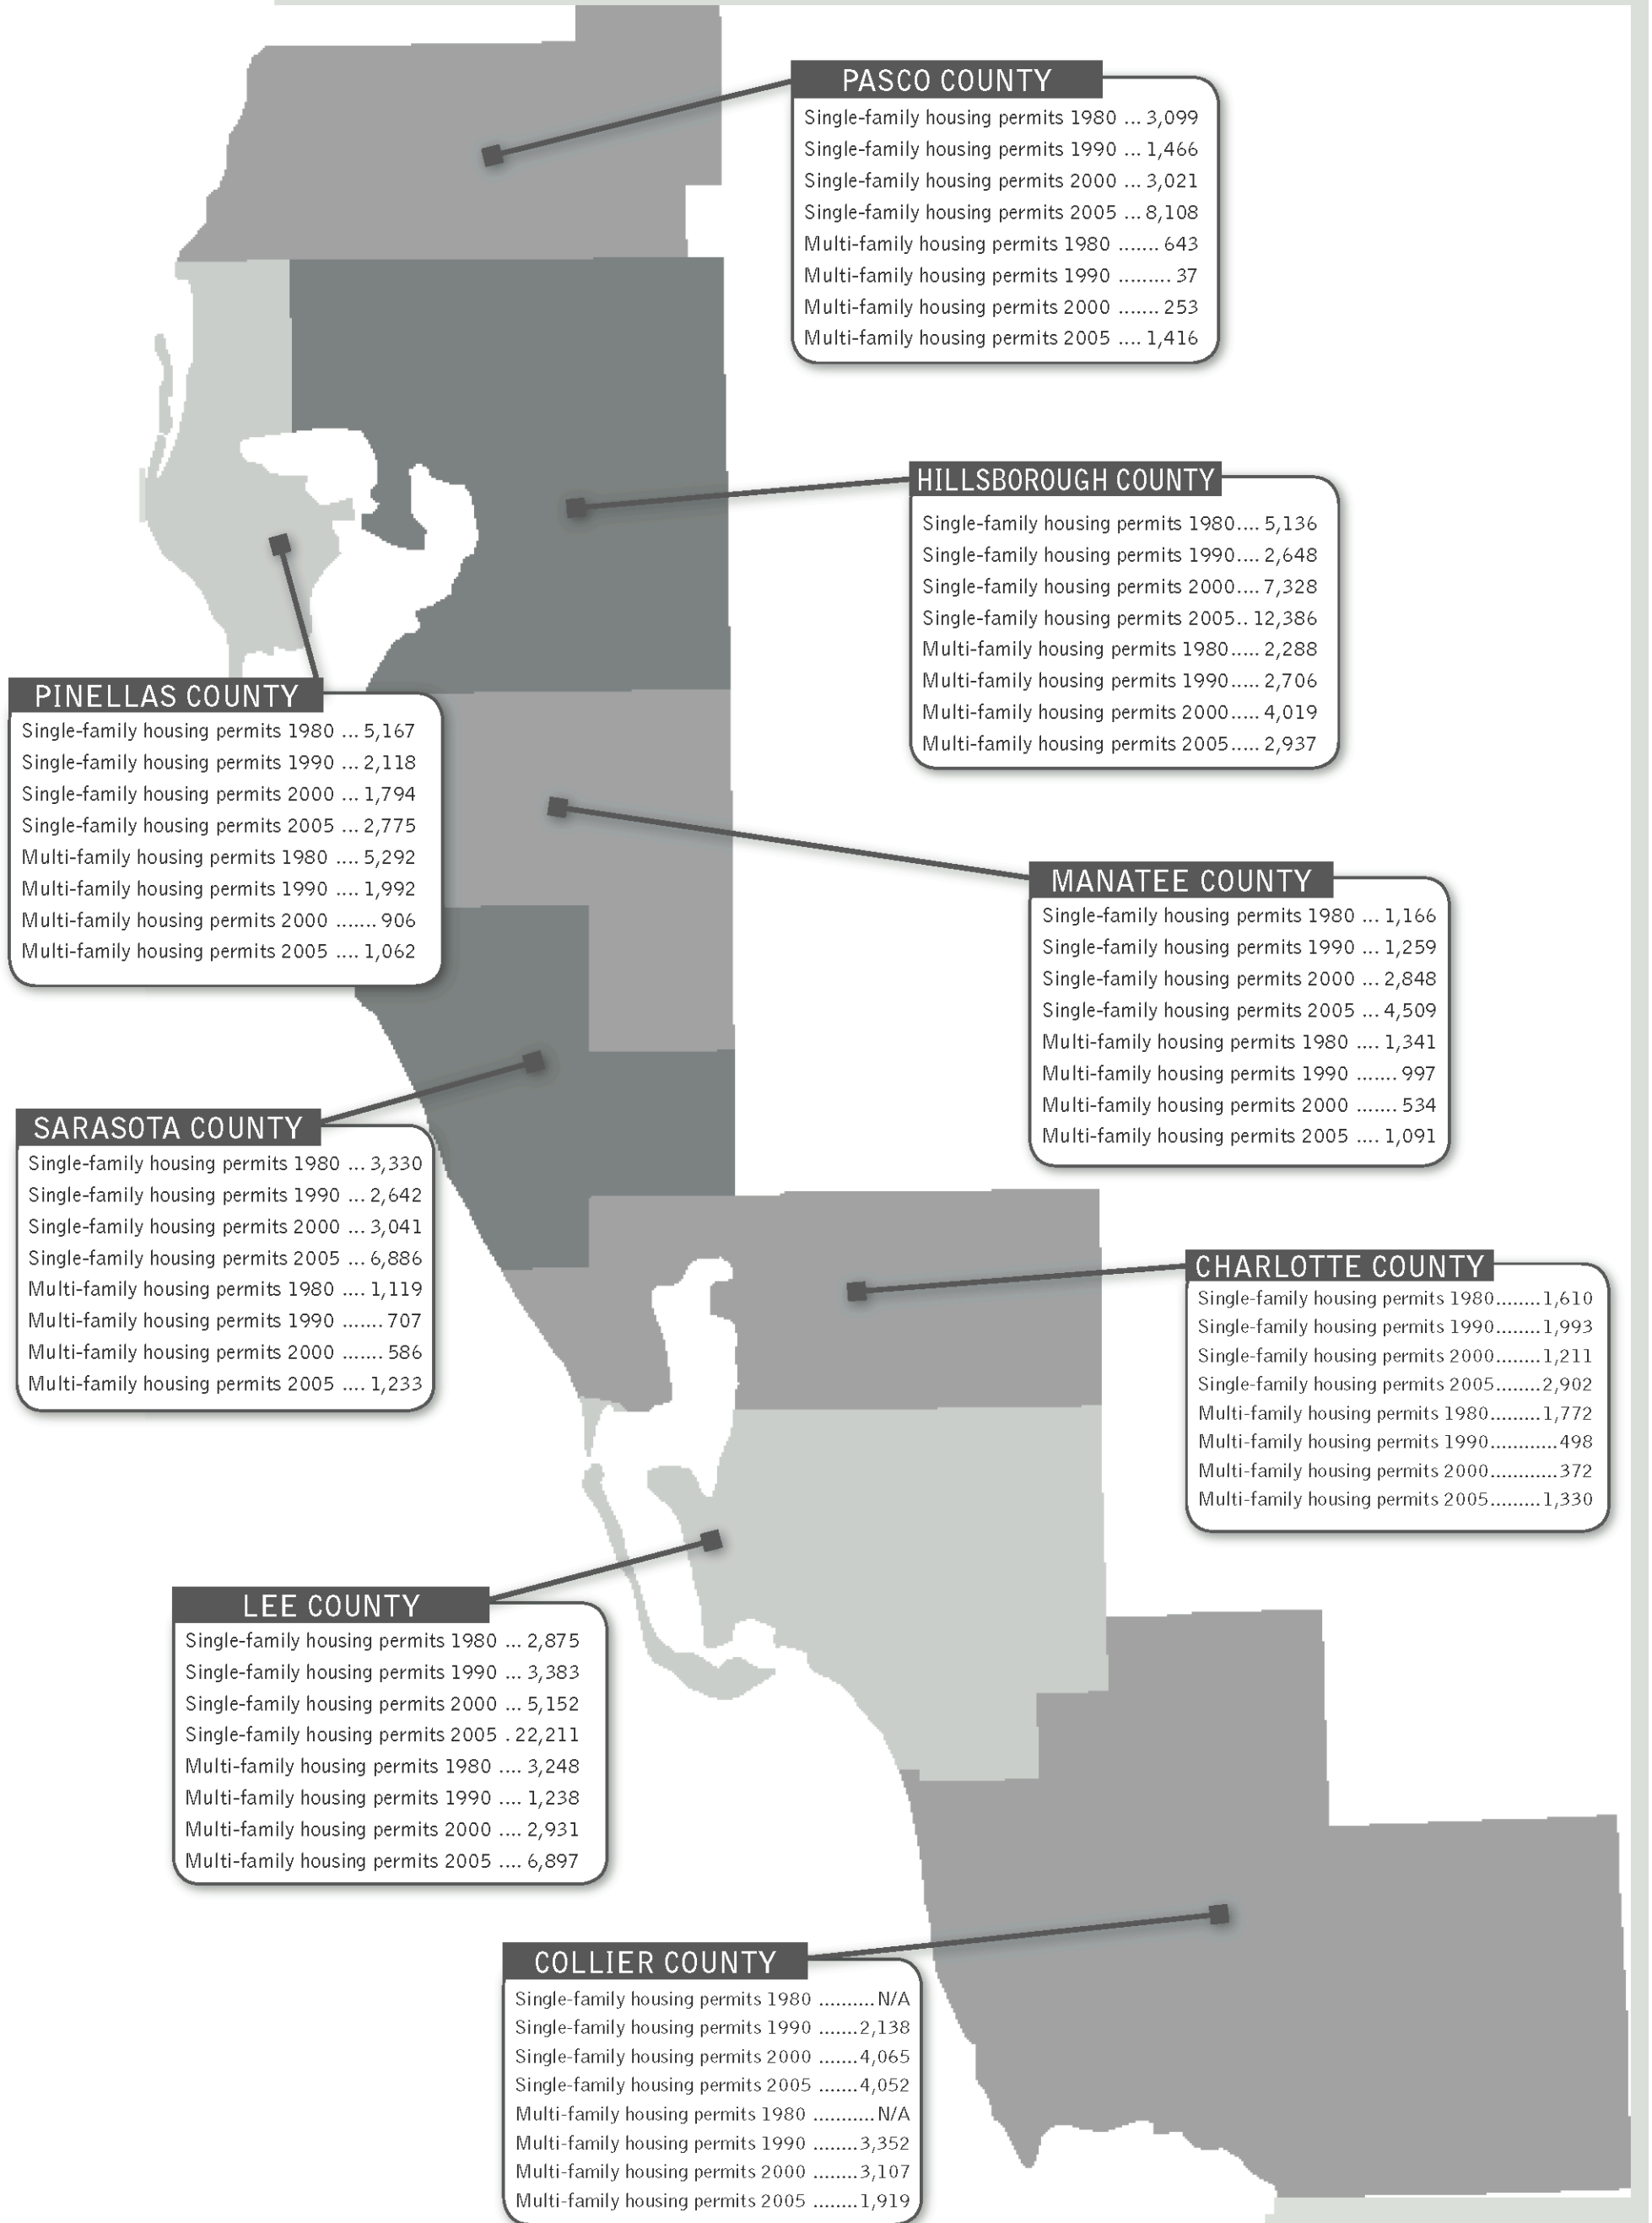 PASCO COUNTY
Single-family housing permits 1980 ... 3,099
Single-family housing permits 1990 ... 1,466
Single-family housing permits 2000 ... 3,021
Single-family housing permits 2005 ... 8,108
Multi-family housing permits 1980 ....... 643
Multi-family housing permits 1990 ......... 37
Multi-family housing permits 2000 ....... 253
Multi-family housing permits 2005 .... 1,416
HILLSBOROUGH COUNTY
Single-family housing permits 1980.... 5,136
Single-family housing permits 1990.... 2,648
Single-family housing permits 2000.... 7,328
Single-family housing permits 2005.. 12,386
Multi-family housing permits 1980..... 2,288
Multi-family housing permits 1990..... 2,706
Multi-family housing permits 2000..... 4,019
Multi-family housing permits 2005..... 2,937
PINELLAS COUNTY
Single-family housing permits 1980 ... 5,167
Single-family housing permits 1990 ... 2,118
Single-family housing permits 2000 ... 1,794
Single-family housing permits 2005 ... 2,775
Multi-family housing permits 1980 .... 5,292
Multi-family housing permits 1990 .... 1,992
Multi-family housing permits 2000 ....... 906
Multi-family housing permits 2005 .... 1,062
MANATEE COUNTY
Single-family housing permits 1980 ... 1,166
Single-family housing permits 1990 ... 1,259
Single-family housing permits 2000 ... 2,848
Single-family housing permits 2005 ... 4,509
Multi-family housing permits 1980 .... 1,341
Multi-family housing permits 1990 ....... 997
Multi-family housing permits 2000 ....... 534
Multi-family housing permits 2005 .... 1,091
SARASOTA COUNTY
Single-family housing permits 1980 ... 3,330
Single-family housing permits 1990 ... 2,642
Single-family housing permits 2000 ... 3,041
Single-family housing permits 2005 ... 6,886
Multi-family housing permits 1980 .... 1,119
Multi-family housing permits 1990 ....... 707
Multi-family housing permits 2000 ....... 586
Multi-family housing permits 2005 .... 1,233
CHARLOTTE COUNTY
Single-family housing permits 1980........1,610
Single-family housing permits 1990........1,993
Single-family housing permits 2000........1,211
Single-family housing permits 2005........2,902
Multi-family housing permits 1980.........1,772
Multi-family housing permits 1990............498
Multi-family housing permits 2000............372
Multi-family housing permits 2005.........1,330
LEE COUNTY
Single-family housing permits 1980 ... 2,875
Single-family housing permits 1990 ... 3,383
Single-family housing permits 2000 ... 5,152
Single-family housing permits 2005 . 22,211
Multi-family housing permits 1980 .... 3,248
Multi-family housing permits 1990 .... 1,238
Multi-family housing permits 2000 .... 2,931
Multi-family housing permits 2005 .... 6,897
COLLIER COUNTY
Single-family housing permits 1980 ..........N/A
Single-family housing permits 1990 .......2,138
Single-family housing permits 2000 .......4,065
Single-family housing permits 2005 .......4,052
Multi-family housing permits 1980 ...........N/A
Multi-family housing permits 1990 ........3,352
Multi-family housing permits 2000 ........3,107
Multi-family housing permits 2005 ........1,919